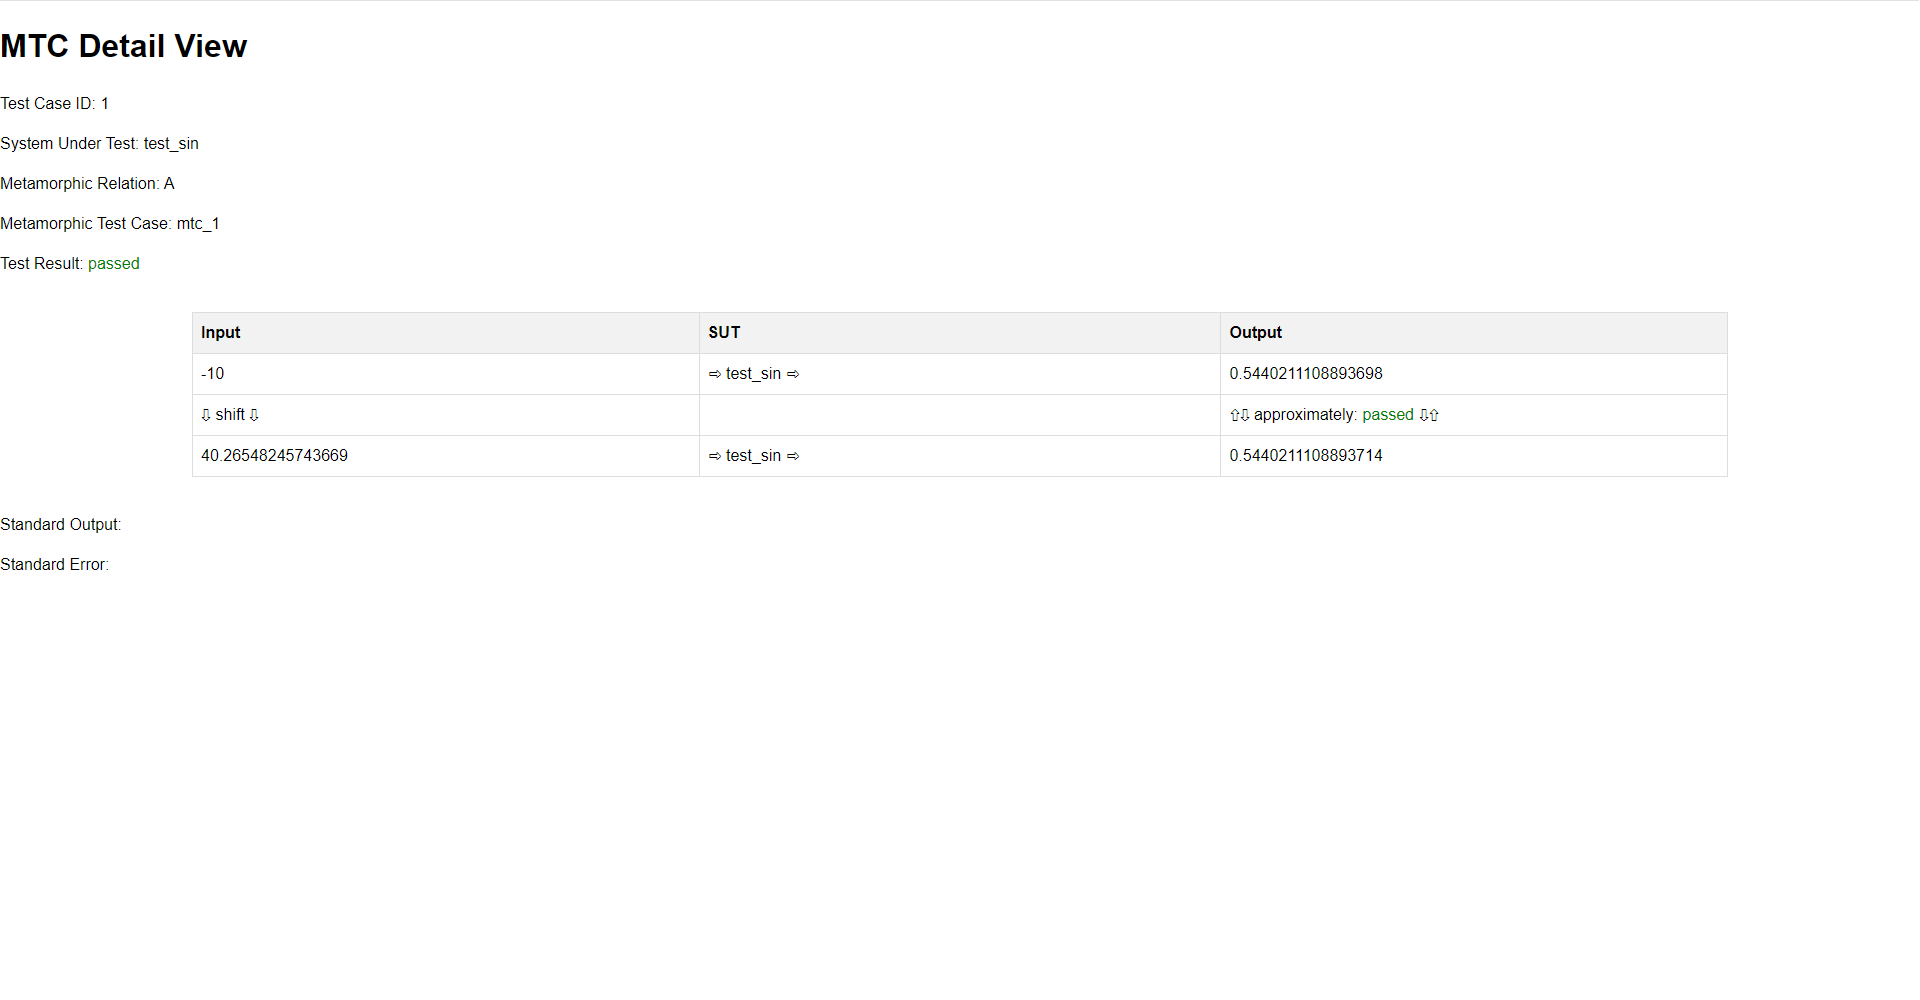 MTC Detail View
Test Case ID: 1
System Under Test: test_sin
Metamorphic Relation: A
Metamorphic Test Case: mtc_1
Test Result: passed
Input SUT Output
-10 ⇨ test_sin ⇨ 0.5440211108893698
⇩ shift ⇩ ⇧⇩ approximately: passed ⇩⇧
40.26548245743669 ⇨ test_sin ⇨ 0.5440211108893714
Standard Output:
Standard Error: